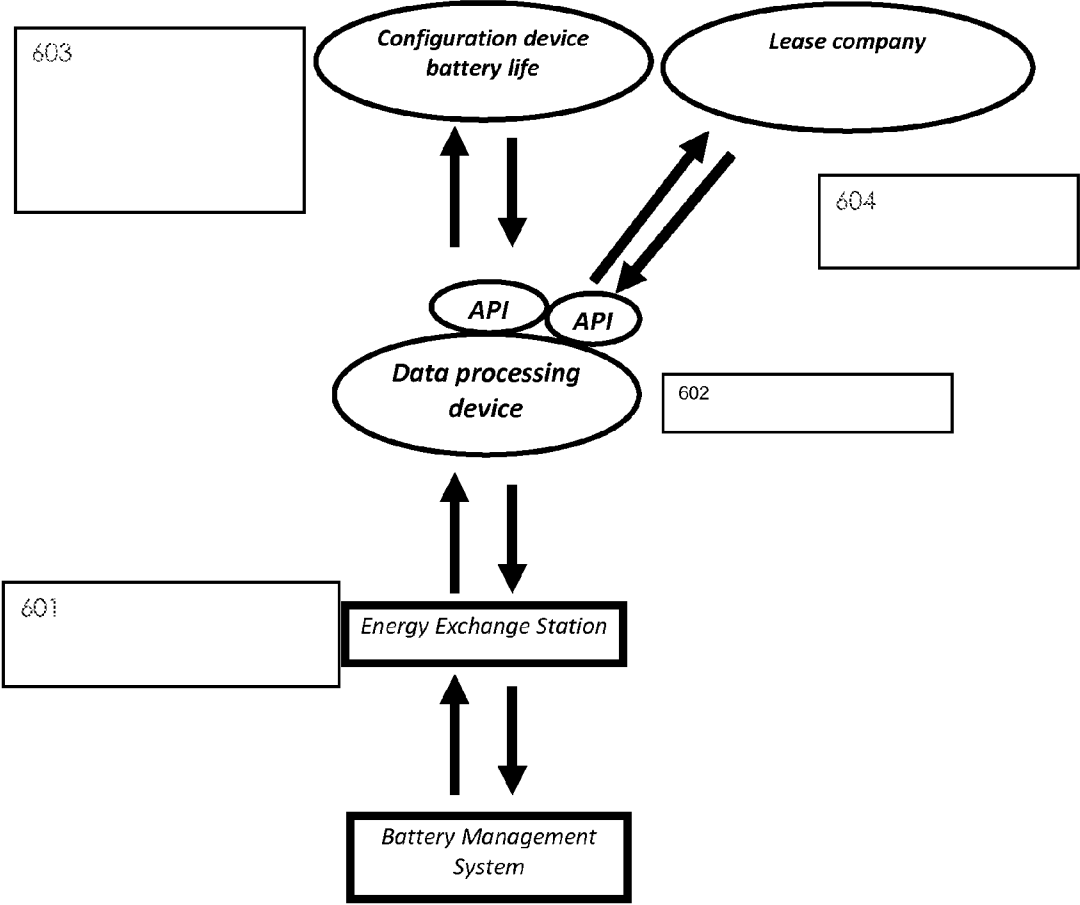 603
Configuration device
battery life
Lease company
604
API
API
Data processing
device
602
601
Energy Exchange Station
Battery Management
System